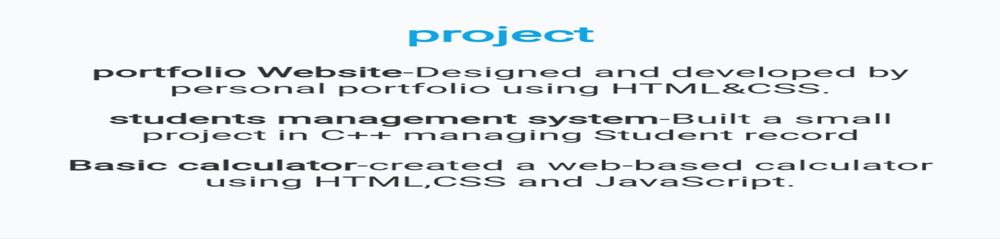 project
portfolio Website-Designed and developed by
personal portfolio using HTML&CSS.
students management system-Built a small
project in C++ managing Student record
Basic calculator-created a web-based calculator
using HTML,CSS and JavaScript.